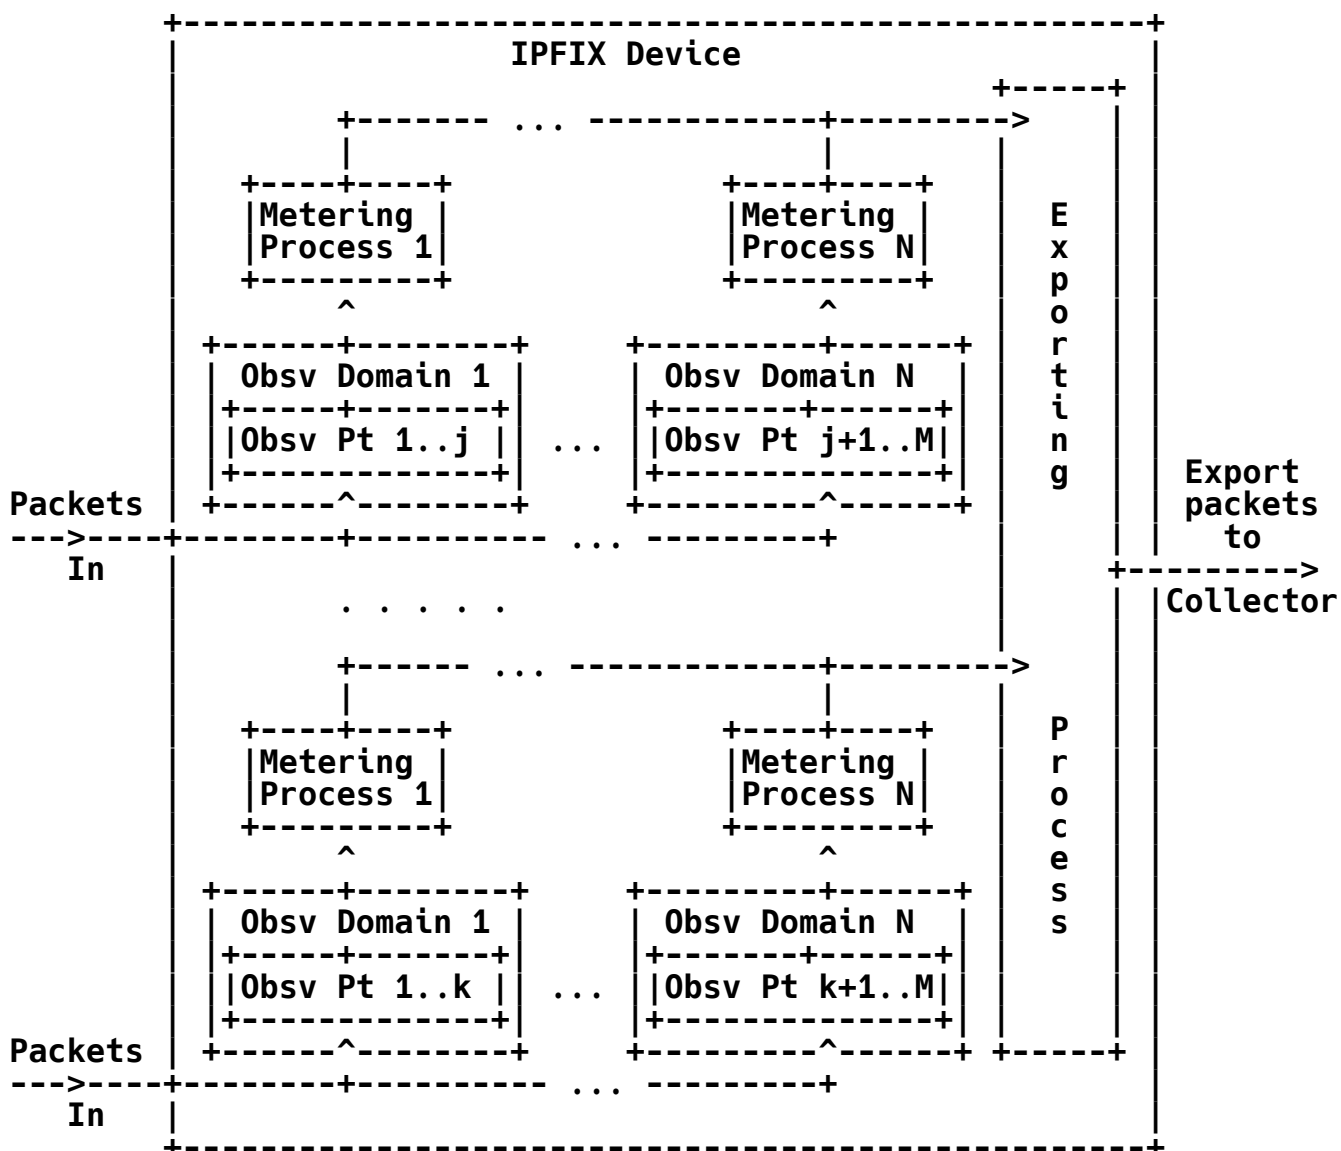 IPFIX Device
...
Metering Metering
Process 1 Process N
Obsv Domain 1 Obsv Domain N
Obsv Pt 1..j ... Obsv Pt j+1..M
Exporting
Packets
In
Export
packets
to
Collector
...
. . . . .
...
Metering Metering
Process 1 Process N
Process
Obsv Domain 1 Obsv Domain N
Obsv Pt 1..k ... Obsv Pt k+1..M
Packets
In
...